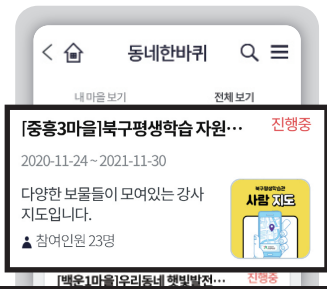 동네한바퀴
내 마을 보기 전체 보기
[중흥3마을]북구평생학습 자원… 진행중
2020-11-24 ~ 2021-11-30
다양한 보물들이 모여있는 강사
지도입니다.
참여인원 23명
북구평생학습관
사람 지도
[백운1마을]우리동네 햇빛발전… 진행중